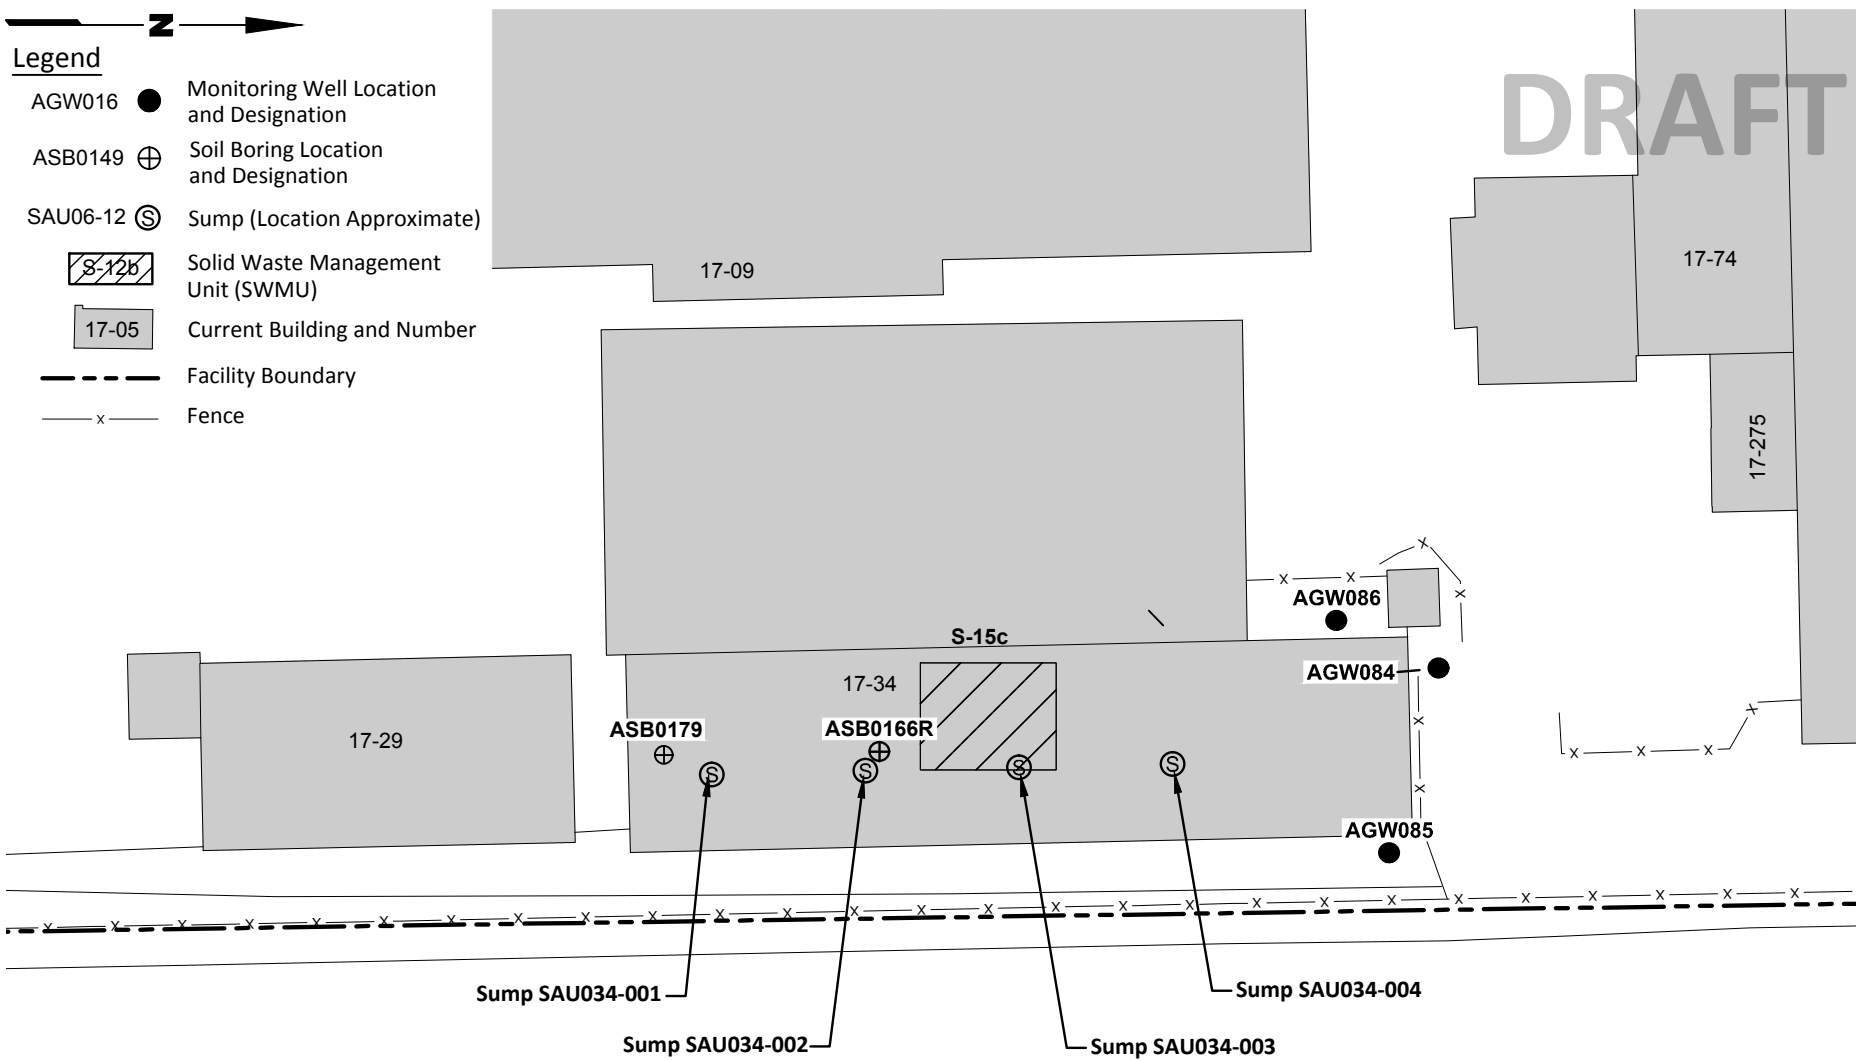 N
Legend
AGW016
Monitoring Well Location
and Designation
ASB0149
Soil Boring Location
and Designation
SAU06-12
S
Sump (Location Approximate)
S-12b
Solid Waste Management
Unit (SWMU)
17-05
Current Building and Number
Facility Boundary
x
Fence
DRAFT
17-09
17-74
17-275
AGW086
S-15c
AGW084
17-34
17-29
ASB0179
ASB0166R
S
S
S
S
AGW085
Sump SAU034-001
Sump SAU034-002
Sump SAU034-003
Sump SAU034-004